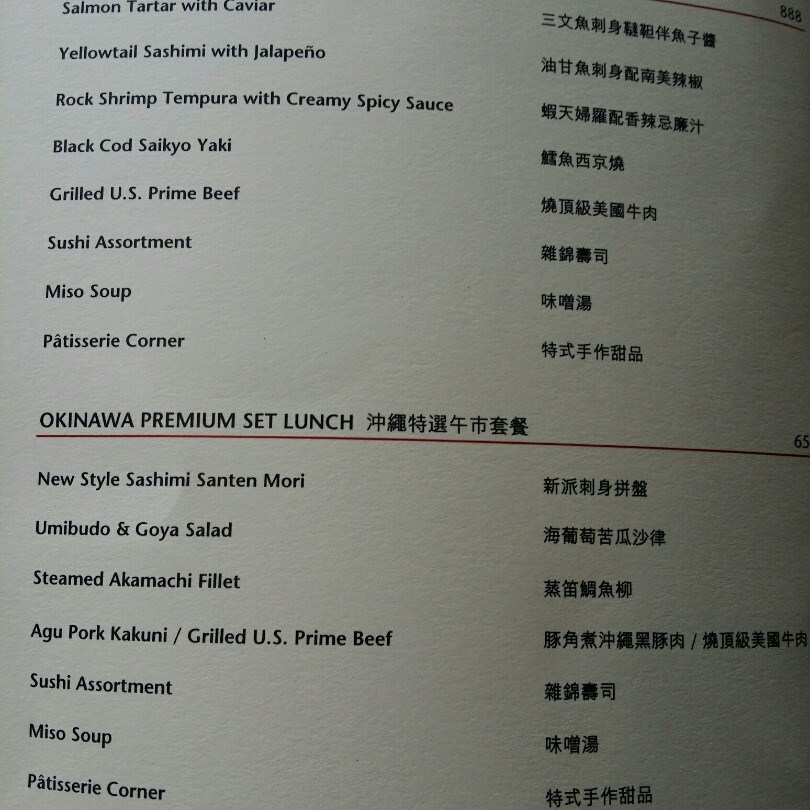 888
Salmon Tartar with Caviar 三文魚刺身韃靼伴魚子醬
Yellowtail Sashimi with Jalapeño 油甘魚刺身配南美辣椒
Rock Shrimp Tempura with Creamy Spicy Sauce 蝦天婦羅配香辣忌廉汁
Black Cod Saikyo Yaki 鱈魚西京燒
Grilled U.S. Prime Beef 燒頂級美國牛肉
Sushi Assortment 雜錦壽司
Miso Soup 味噌湯
Pâtisserie Corner 特式手作甜品
OKINAWA PREMIUM SET LUNCH 沖繩特選午市套餐
New Style Sashimi Santen Mori 新派刺身拼盤
Umibudo & Goya Salad 海葡萄苦瓜沙律
Steamed Akamachi Fillet 蒸笛鯛魚柳
Agu Pork Kakuni / Grilled U.S. Prime Beef 豚角煮沖繩黑豚肉 / 燒頂級美國牛肉
Sushi Assortment 雜錦壽司
Miso Soup 味噌湯
Pâtisserie Corner 特式手作甜品